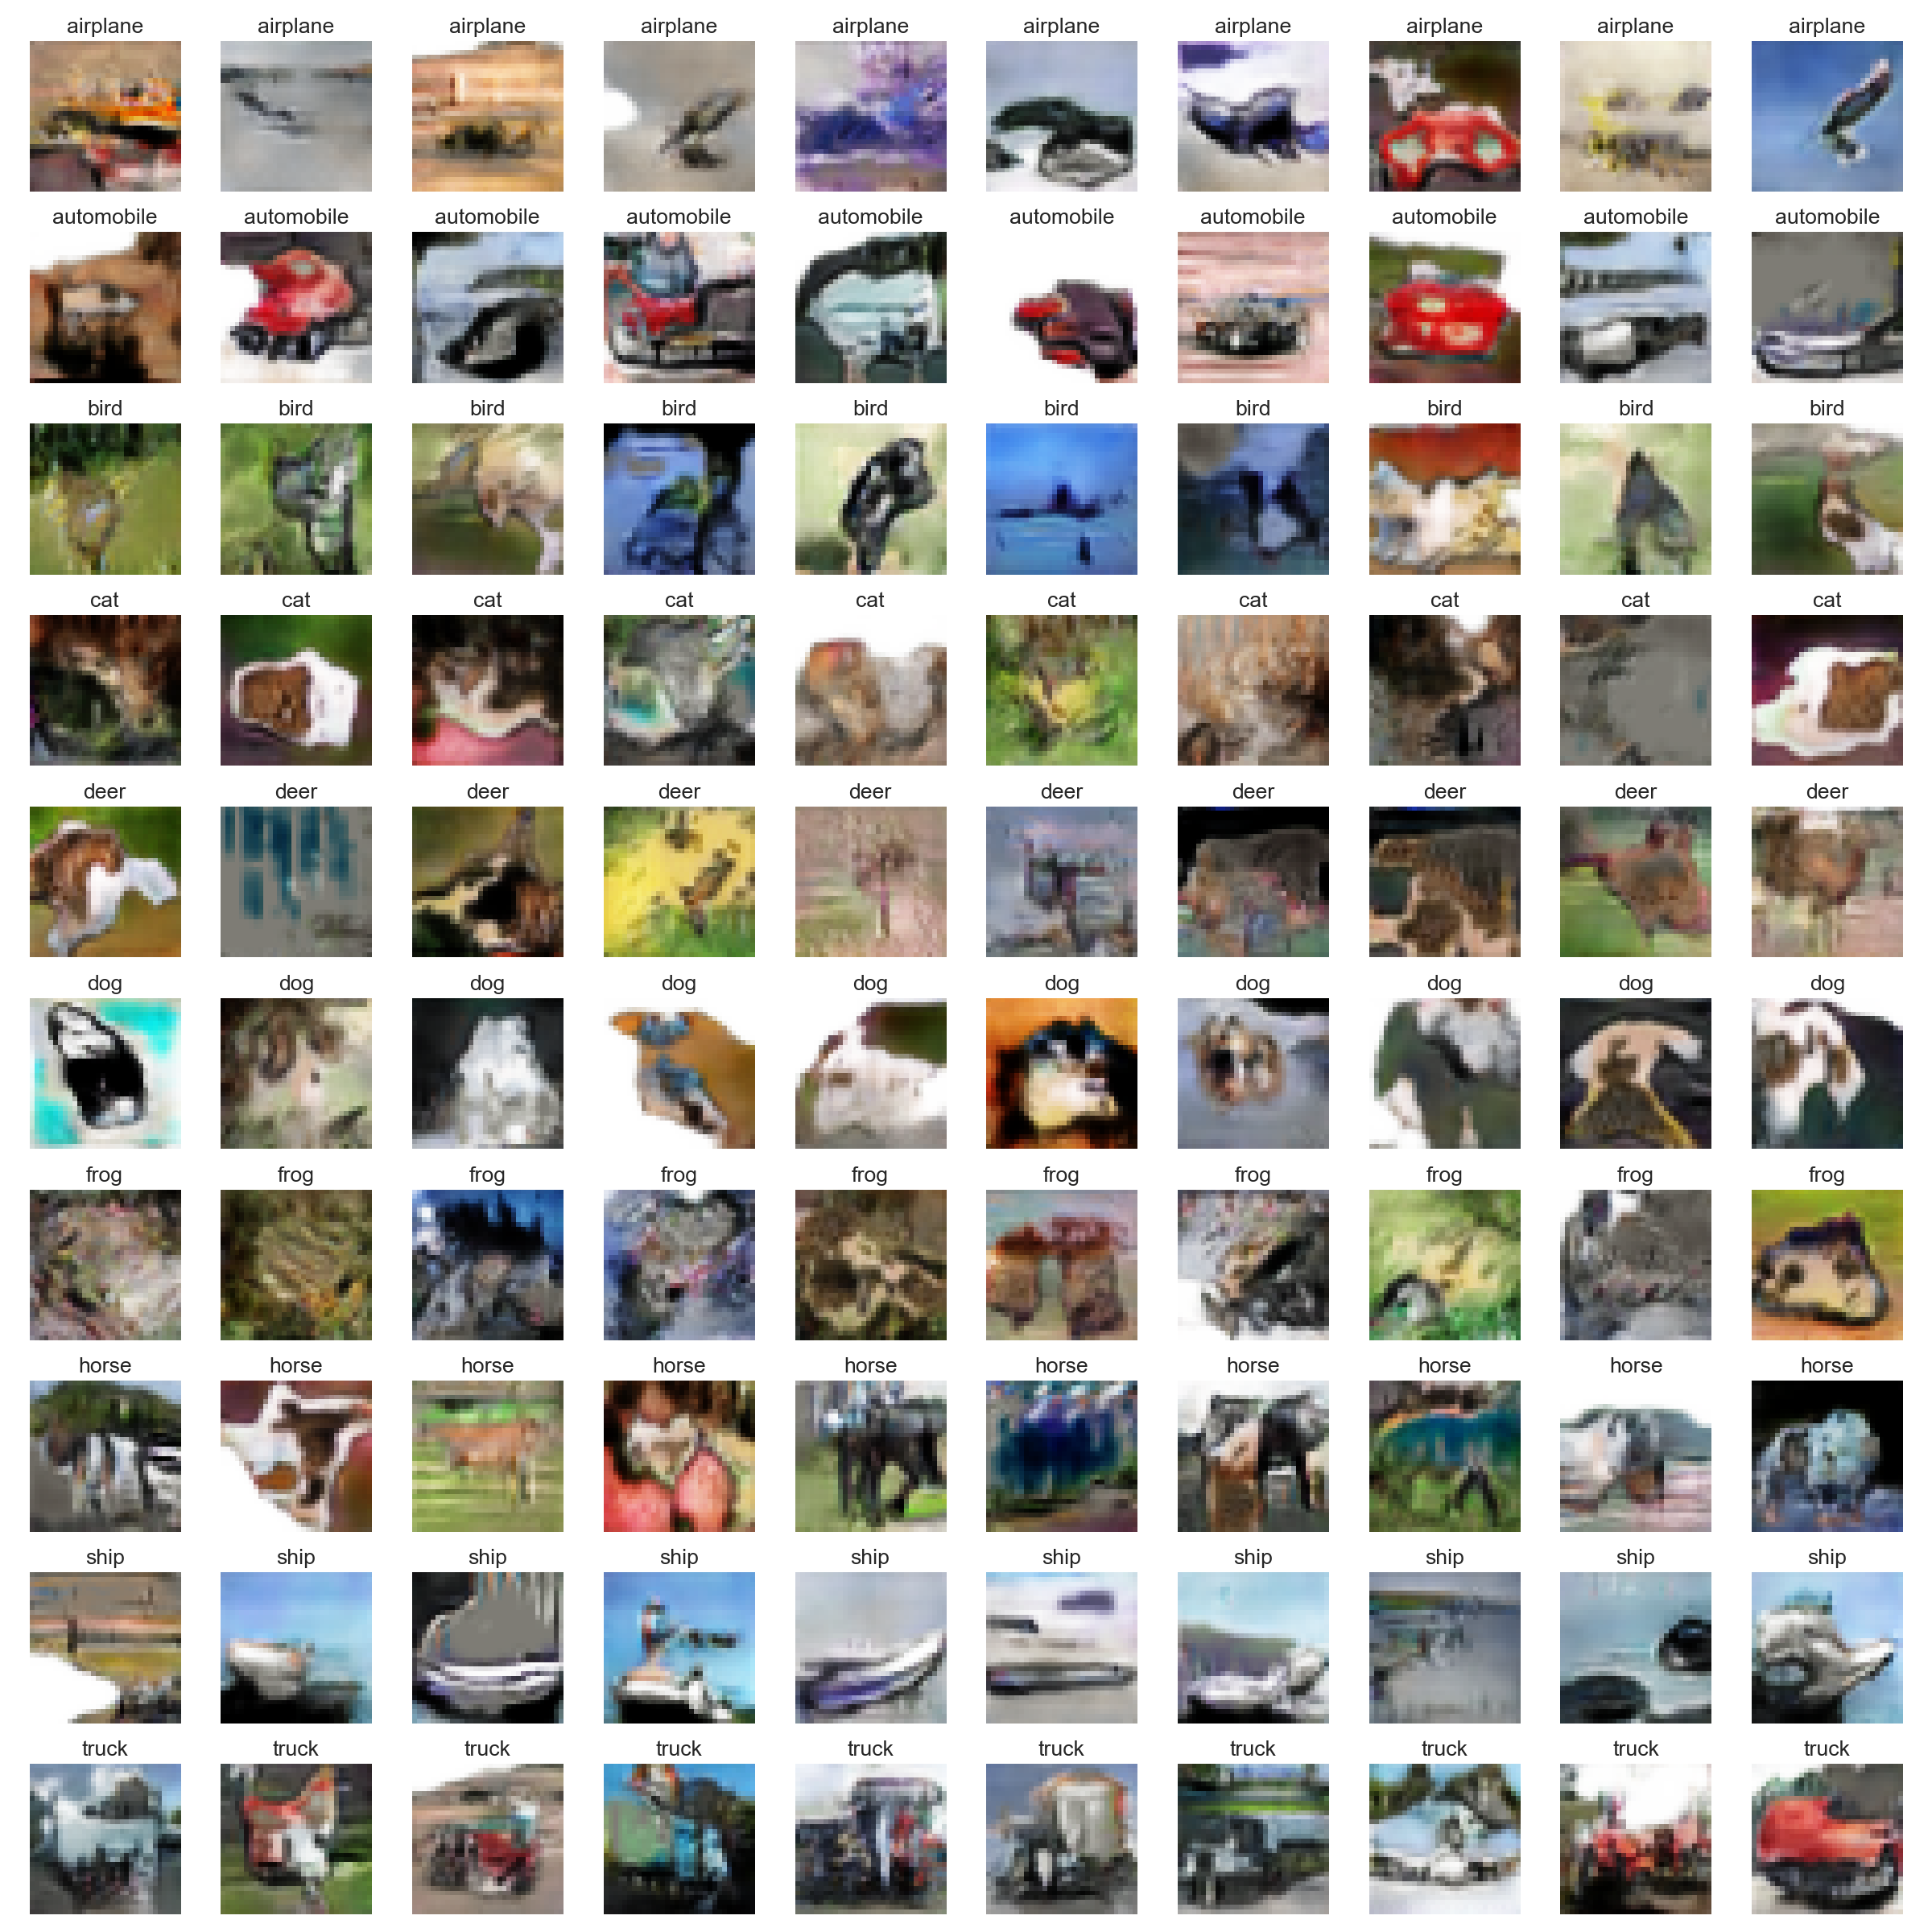 airplane airplane airplane airplane airplane airplane airplane airplane airplane airplane
automobile automobile automobile automobile automobile automobile automobile automobile automobile automobile
bird bird bird bird bird bird bird bird bird bird
cat cat cat cat cat cat cat cat cat cat
deer deer deer deer deer deer deer deer deer deer
dog dog dog dog dog dog dog dog dog dog
frog frog frog frog frog frog frog frog frog frog
horse horse horse horse horse horse horse horse horse horse
ship ship ship ship ship ship ship ship ship ship
truck truck truck truck truck truck truck truck truck truck